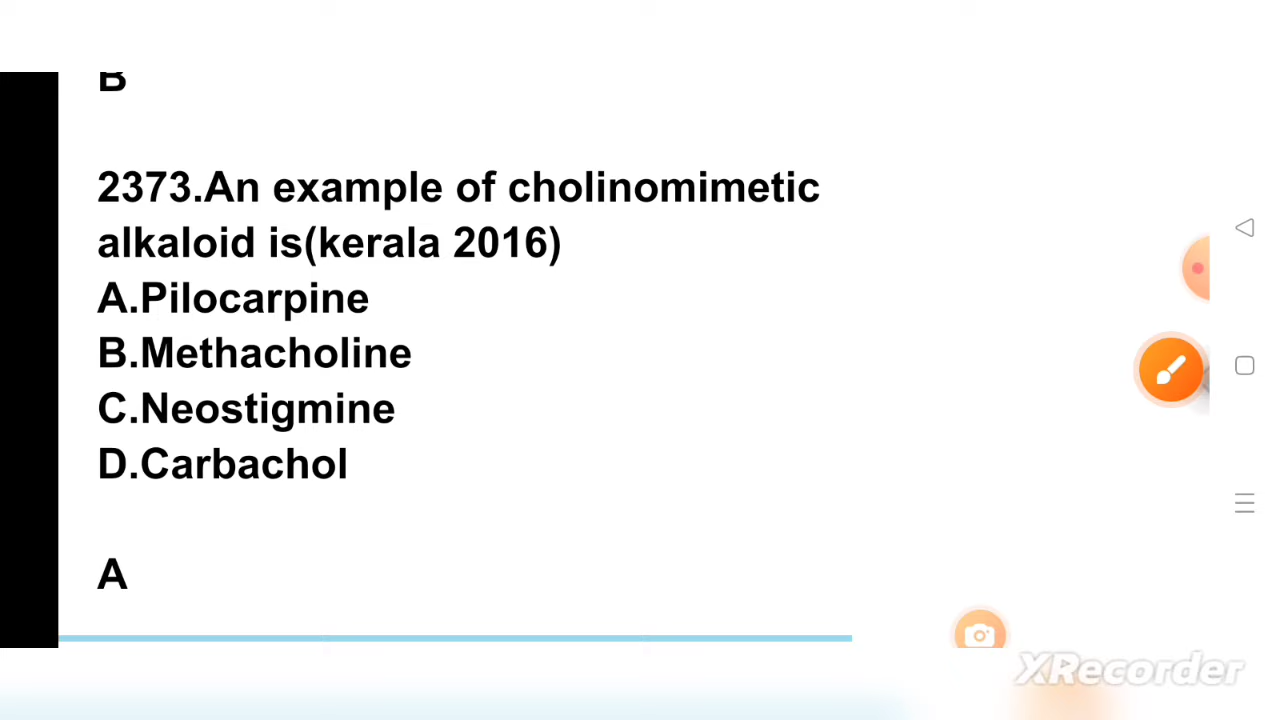 B
2373.An example of cholinomimetic
alkaloid is(kerala 2016)
A.Pilocarpine
B.Methacholine
C.Neostigmine
D.Carbachol
A
XRecorder